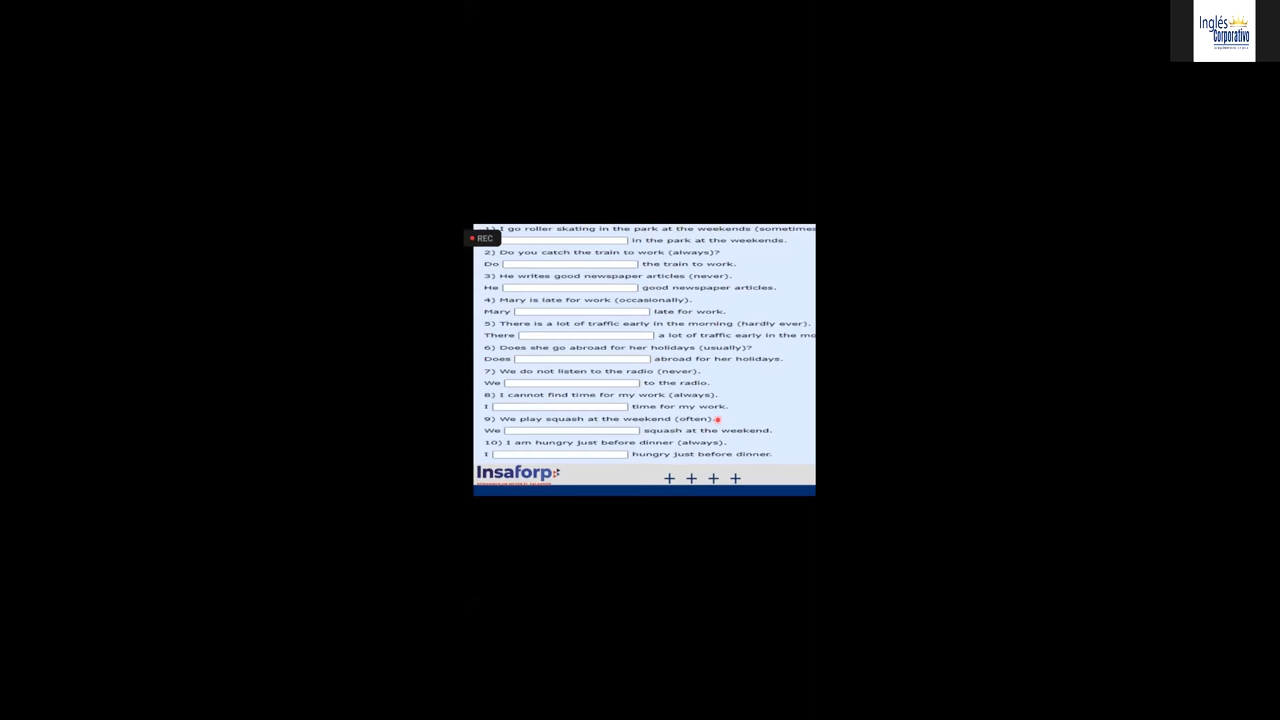 Inglés
Corporativo
REC
1) I go roller skating in the park at the weekends (sometimes
in the park at the weekends.
2) Do you catch the train to work (always)?
Do the train to work.
3) He writes good newspaper articles (never).
He good newspaper articles.
4) Mary is late for work (occasionally).
Mary late for work.
5) There is a lot of traffic early in the morning (hardly ever).
There a lot of traffic early in the mo
6) Does she go abroad for her holidays (usually)?
Does abroad for her holidays.
7) We do not listen to the radio (never).
We to the radio.
8) I cannot find time for my work (always).
I time for my work.
9) We play squash at the weekend (often).
We squash at the weekend.
10) I am hungry just before dinner (always).
I hungry just before dinner.
Insaforp
+ + + +